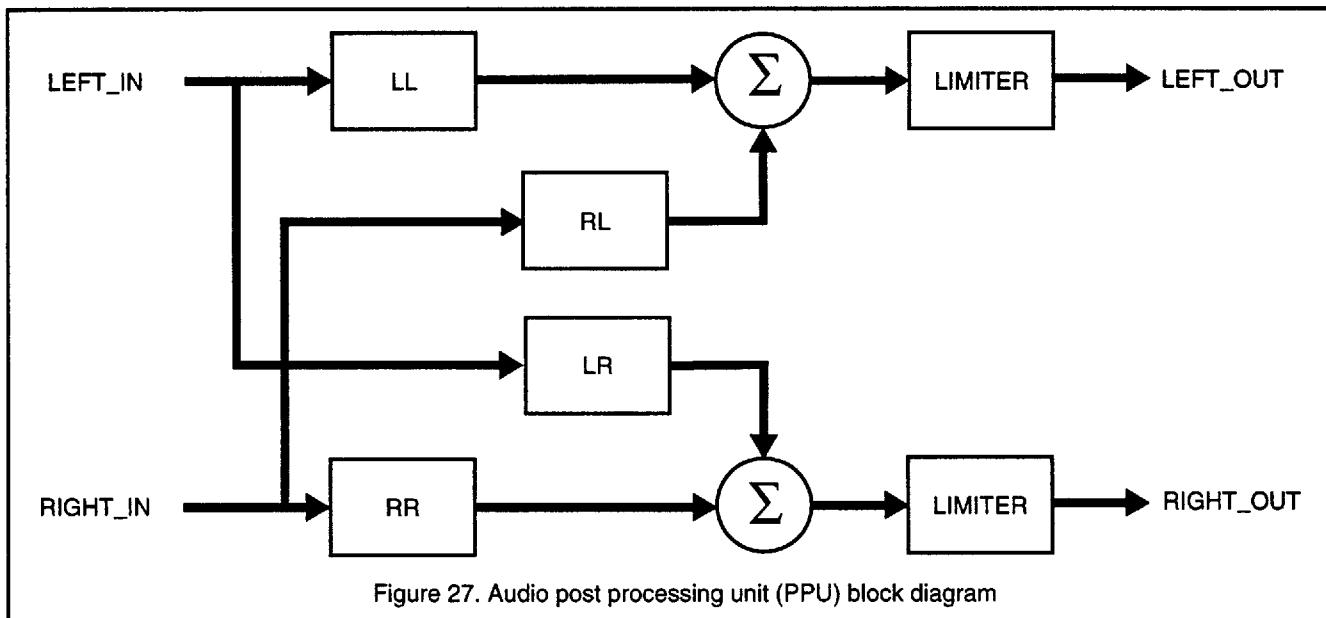 LEFT_IN
LL
Σ
LIMITER
LEFT_OUT
RL
LR
RIGHT_IN
RR
Σ
LIMITER
RIGHT_OUT
Figure 27. Audio post processing unit (PPU) block diagram